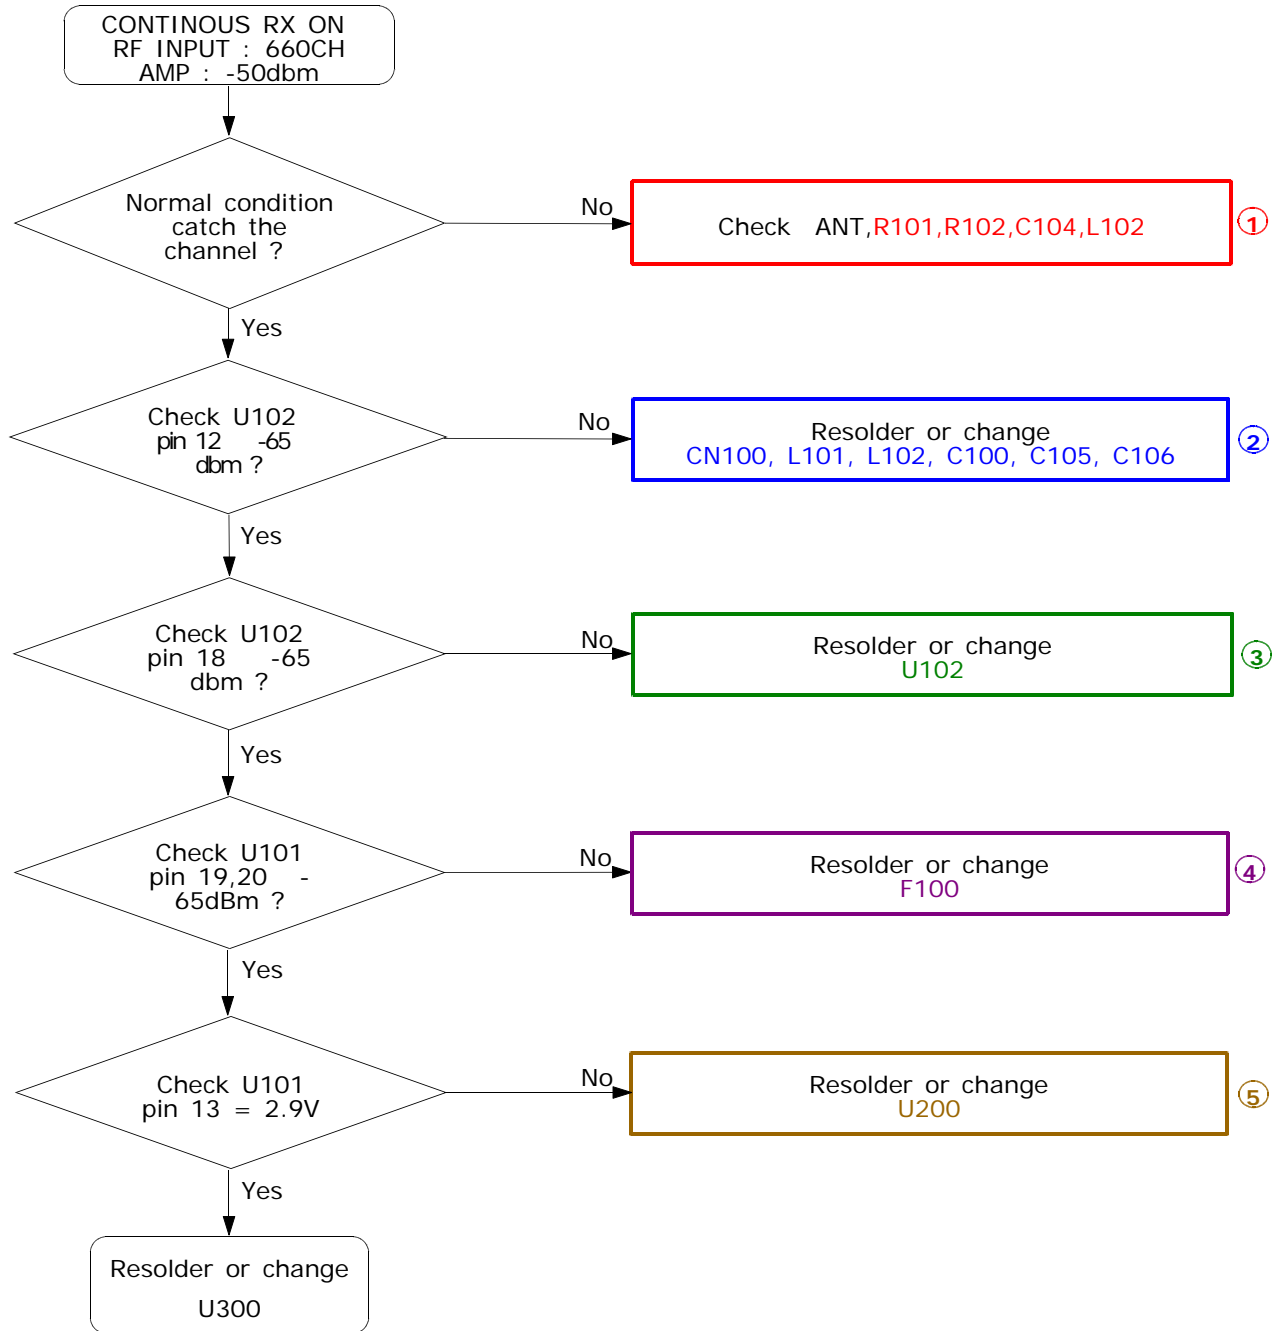 CONTINOUS RX ON
RF INPUT : 660CH
AMP : -50dbm
Normal condition
catch the
channel ?
No
Check ANT,R101,R102,C104,L102
1
Yes
Check U102
pin 12 -65
dbm ?
No
Resolder or change
CN100, L101, L102, C100, C105, C106
2
Yes
Check U102
pin 18 -65
dbm ?
No
Resolder or change
U102
3
Yes
Check U101
pin 19,20 -
65dBm ?
No
Resolder or change
F100
4
Yes
Check U101
pin 13 = 2.9V
No
Resolder or change
U200
5
Yes
Resolder or change
U300